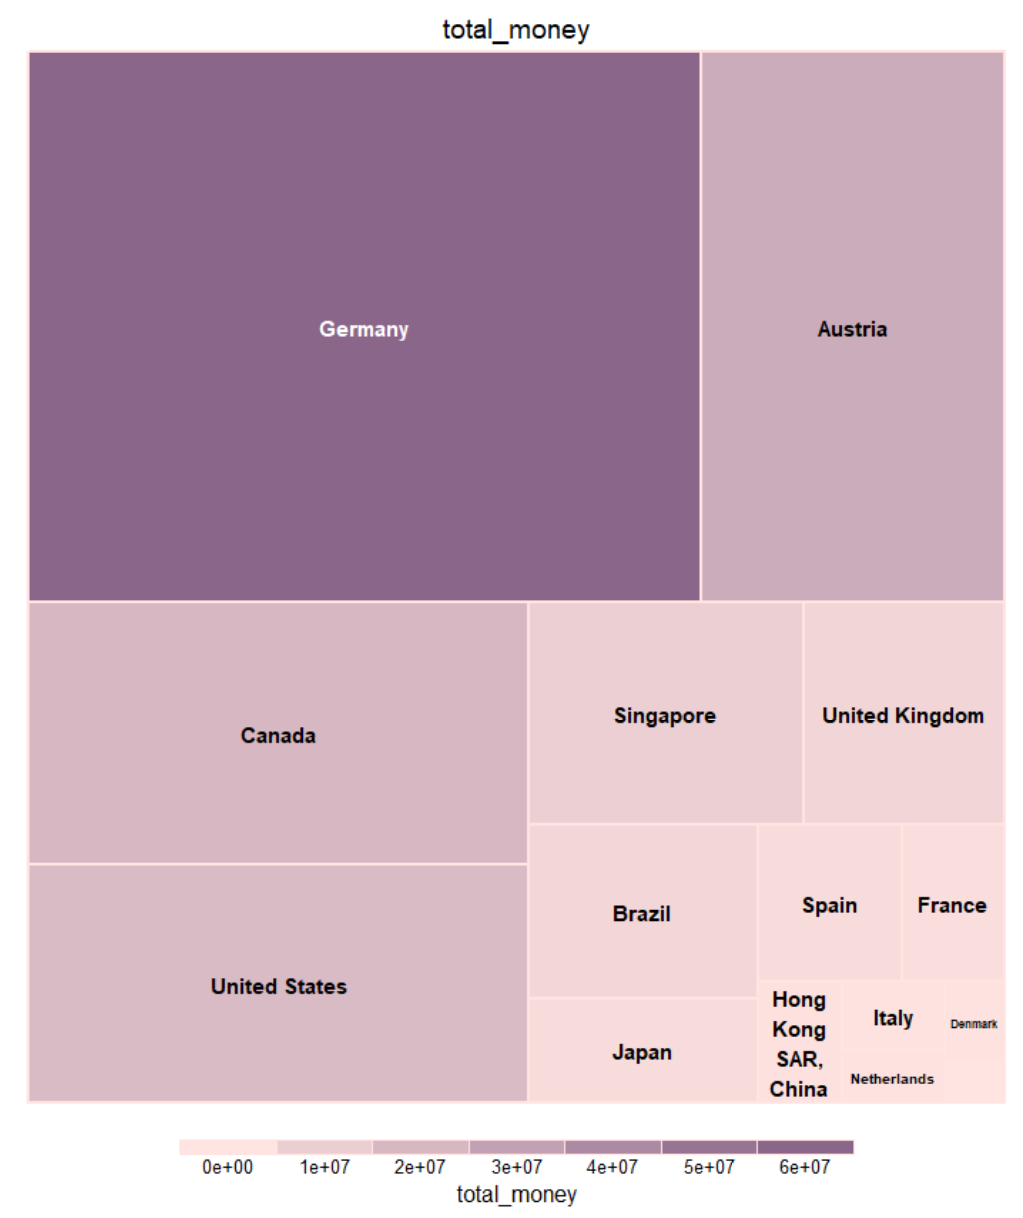 total_money
Germany
Austria
Canada
Singapore
United Kingdom
United States
Brazil
Spain
France
Japan
Hong
Kong
SAR,
China
Italy
Denmark
Netherlands
0e+00 1e+07 2e+07 3e+07 4e+07 5e+07 6e+07
total_money